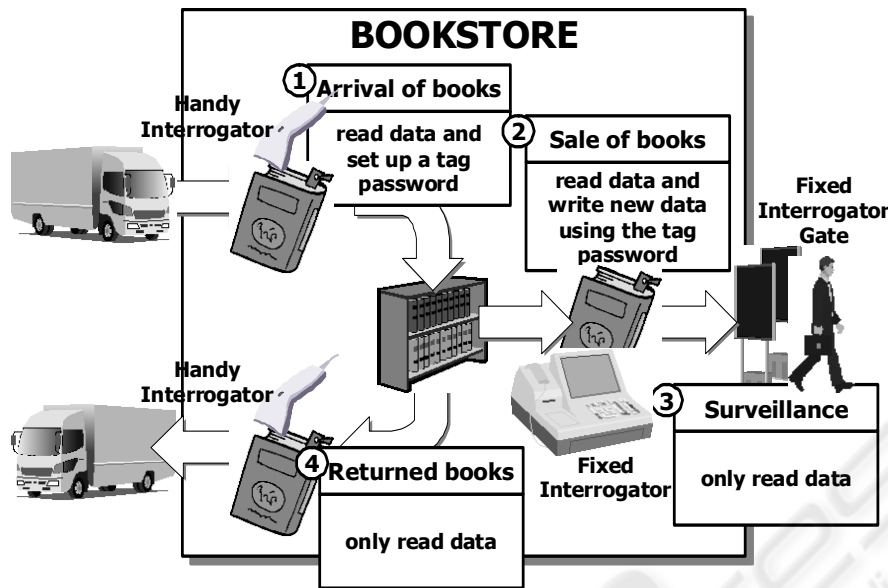 BOOKSTORE
1
Arrival of books
read data and
set up a tag
password
Handy
Interrogator
2
Sale of books
read data and
write new data
using the tag
password
Fixed
Interrogator
Gate
Handy
Interrogator
3
Surveillance
only read data
Fixed
Interrogator
4
Returned books
only read data